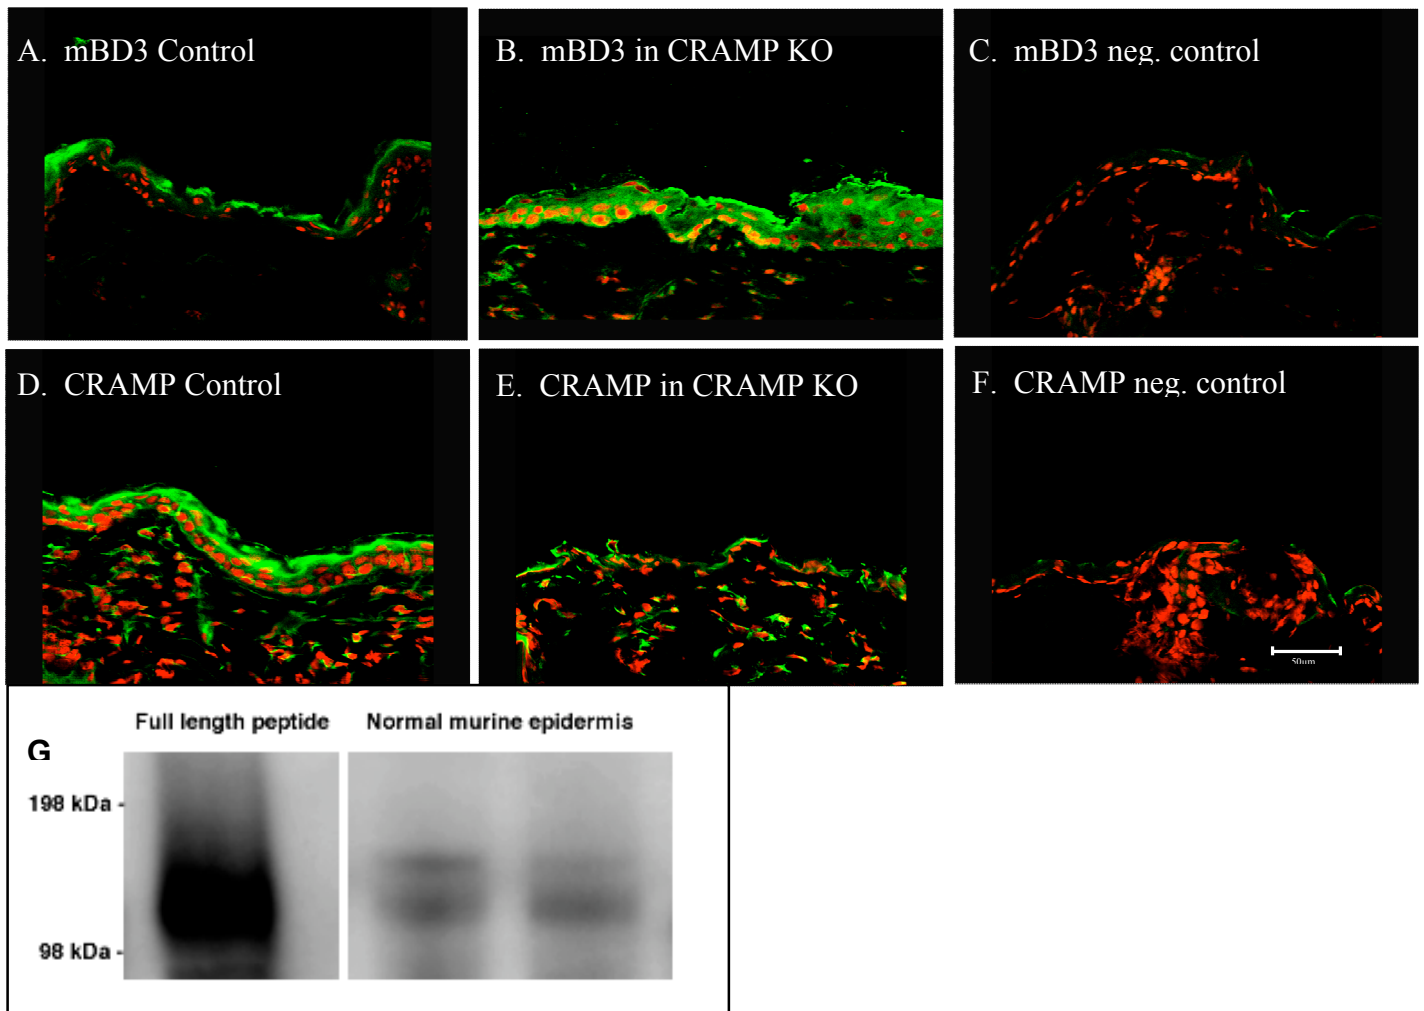 A. mBD3 Control
B. mBD3 in CRAMP KO
C. mBD3 neg. control
D. CRAMP Control
E. CRAMP in CRAMP KO
F. CRAMP neg. control
50um
G
Full length peptide
Normal murine epidermis
198 kDa -
98 kDa -